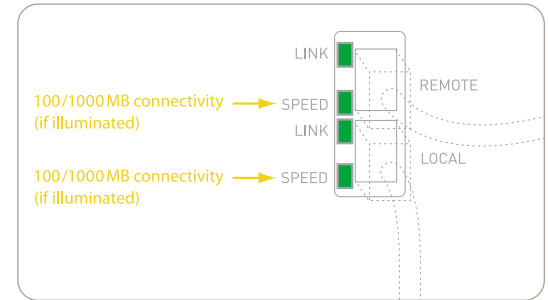 LINK
REMOTE
100/1000 MB connectivity
(if illuminated)
SPEED
LINK
LOCAL
100/1000 MB connectivity
(if illuminated)
SPEED